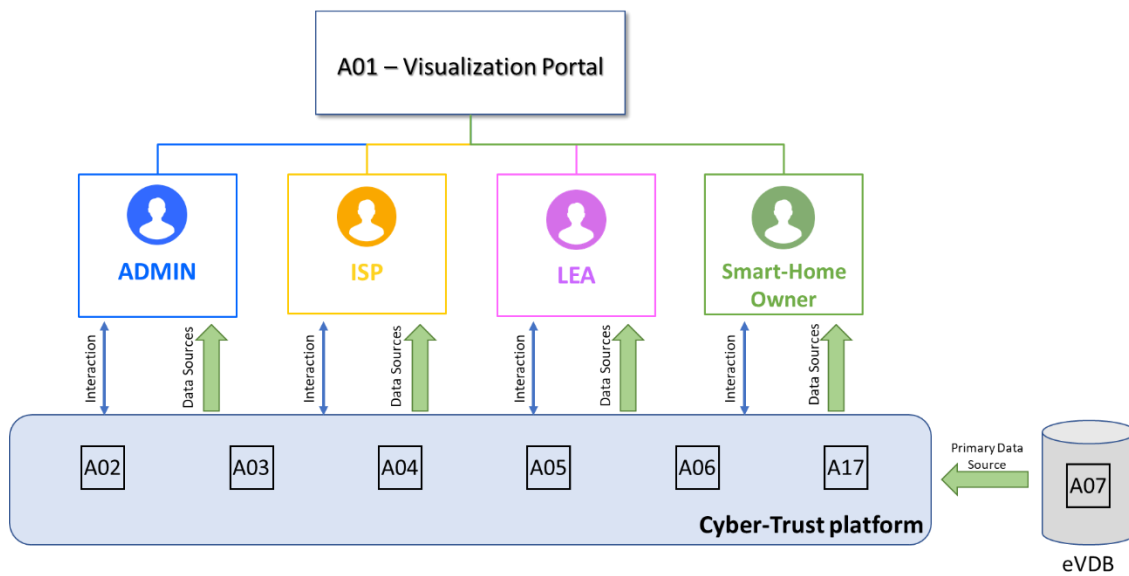 A01 – Visualization Portal
ADMIN
ISP
LEA
Smart-Home
Owner
Interaction
Data Sources
Interaction
Data Sources
Interaction
Data Sources
Interaction
Data Sources
A02
A03
A04
A05
A06
A17
Cyber-Trust platform
Primary Data
Source
A07
eVDB